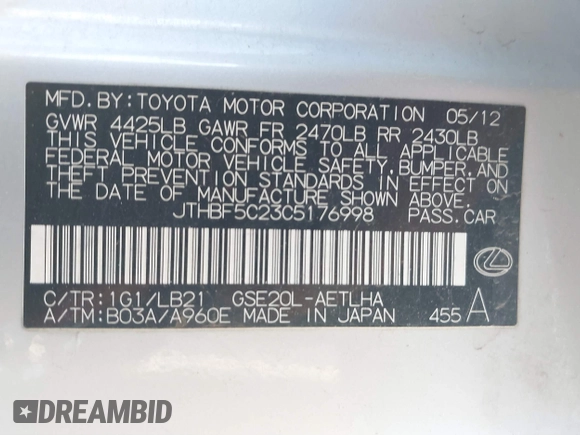 MFD.BY:TOYOTA MOTOR CORPORATION 05/12
GVWR 4425LB GAWR FR 2470LB RR 2430LB
THIS VEHICLE CONFORMS TO ALL APPLICABLE
FEDERAL MOTOR VEHICLE SAFETY,BUMPER,AND
THEFT PREVENTION STANDARDS IN EFFECT ON
THE DATE OF MANUFACTURE SHOWN ABOVE.
JTHBF5C23C5176998 PASS.CAR
C/TR:1G1/LB21 GSE20L-AETLHA
A/TM:B03A/A960E MADE IN JAPAN 455 A
DREAMBID